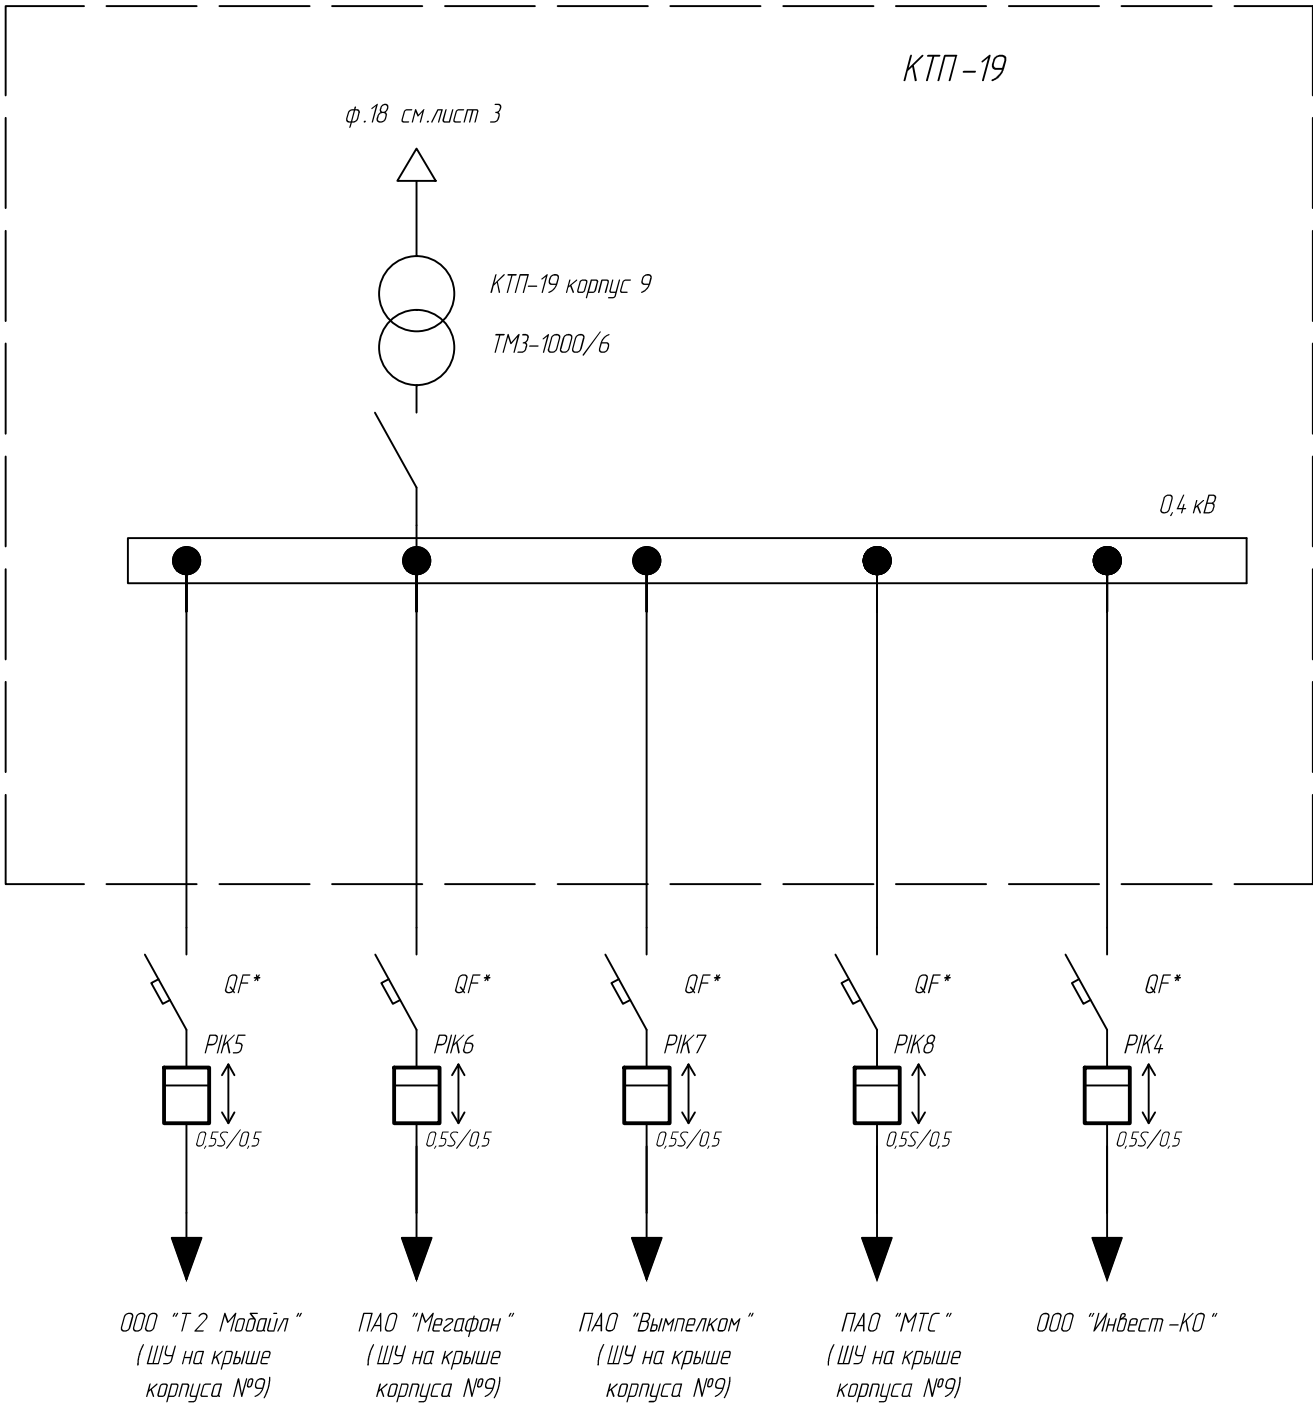 КТП-19
ф.18 см.лист 3
КТП-19 корпус 9
ТМЗ-1000/6
0,4 кВ
QF* QF* QF* QF* QF*
PIK5 PIK6 PIK7 PIK8 PIK4
0,5S/0,5 0,5S/0,5 0,5S/0,5 0,5S/0,5 0,5S/0,5
ООО "Т2 Мобайл"
(ШУ на крыше
корпуса №9)
ПАО "Мегафон"
(ШУ на крыше
корпуса №9)
ПАО "Вымпелком"
(ШУ на крыше
корпуса №9)
ПАО "МТС"
(ШУ на крыше
корпуса №9)
ООО "Инвест-КО"